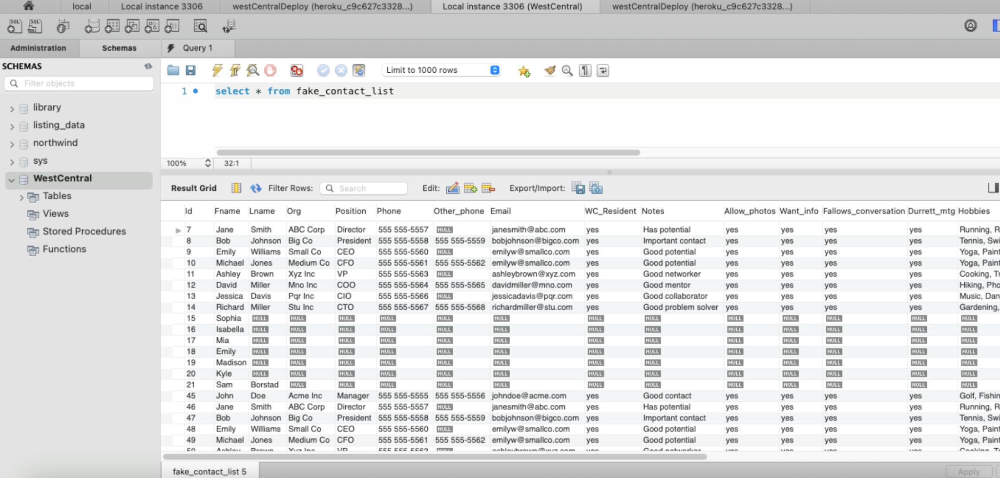 local Local instance 3306 westCentralDeploy (heroku_c9c627c3328...) Local instance 3306 (WestCentral) westCentralDeploy (heroku_c9c627c3328...)
Administration Schemas Query 1
SCHEMAS
Filter objects
library
listing_data
northwind
sys
WestCentral
Tables
Views
Stored Procedures
Functions
Limit to 1000 rows
1 select * from fake_contact_list
100% 32:1
Result Grid Filter Rows: Search Edit: Export/Import:
Id Fname Lname Org Position Phone Other_phone Email WC_Resident Notes Allow_photos Want_info Fallows_conversation Durrett_mtg Hobbies
7 Jane Smith ABC Corp Director 555 555-5557 NULL janesmith@abc.com yes Has potential yes yes yes yes Running, R
8 Bob Johnson Big Co President 555 555-5558 555 555-5559 bobjohnson@bigco.com yes Important contact yes yes yes yes Tennis, Swi
9 Emily Williams Small Co CEO 555 555-5560 NULL emilyw@smallco.com yes Good potential yes yes yes yes Yoga, Paint
10 Michael Jones Medium Co CFO 555 555-5561 555 555-5562 emilyw@smallco.com yes Good potential yes yes yes yes Yoga, Paint
11 Ashley Brown Xyz Inc VP 555 555-5563 NULL ashleybrown@xyz.com yes Good networker yes yes yes yes Cooking, Tr
12 David Miller Mno Inc COO 555 555-5564 555 555-5565 davidmiller@mno.com yes Good mentor yes yes yes yes Hiking, Pho
13 Jessica Davis Pqr Inc CIO 555 555-5566 NULL jessicadavis@pqr.com yes Good collaborator yes yes yes yes Music, Dan
14 Richard Miller Stu Inc CTO 555 555-5567 555 555-5568 richardmiller@stu.com yes Good problem solver yes yes yes yes Gardening,
15 Sophia NULL NULL NULL NULL NULL NULL NULL NULL NULL NULL NULL NULL NULL
16 Isabella NULL NULL NULL NULL NULL NULL NULL NULL NULL NULL NULL NULL NULL
17 Mia NULL NULL NULL NULL NULL NULL NULL NULL NULL NULL NULL NULL NULL
18 Emily NULL NULL NULL NULL NULL NULL NULL NULL NULL NULL NULL NULL NULL
19 Madison NULL NULL NULL NULL NULL NULL NULL NULL NULL NULL NULL NULL NULL
20 Kyle NULL NULL NULL NULL NULL NULL NULL NULL NULL NULL NULL NULL NULL
21 Sam Borstad NULL NULL NULL NULL NULL NULL NULL NULL NULL NULL NULL NULL
45 John Doe Acme Inc Manager 555 555-5555 555 555-5556 johndoe@acme.com yes Good contact yes yes yes yes Golf, Fishin
46 Jane Smith ABC Corp Director 555 555-5557 NULL janesmith@abc.com yes Has potential yes yes yes yes Running, R
47 Bob Johnson Big Co President 555 555-5558 555 555-5559 bobjohnson@bigco.com yes Important contact yes yes yes yes Tennis, Swi
48 Emily Williams Small Co CEO 555 555-5560 NULL emilyw@smallco.com yes Good potential yes yes yes yes Yoga, Paint
49 Michael Jones Medium Co CFO 555 555-5561 555 555-5562 emilyw@smallco.com yes Good potential yes yes yes yes Yoga, Paint
fake_contact_list 5 Apply